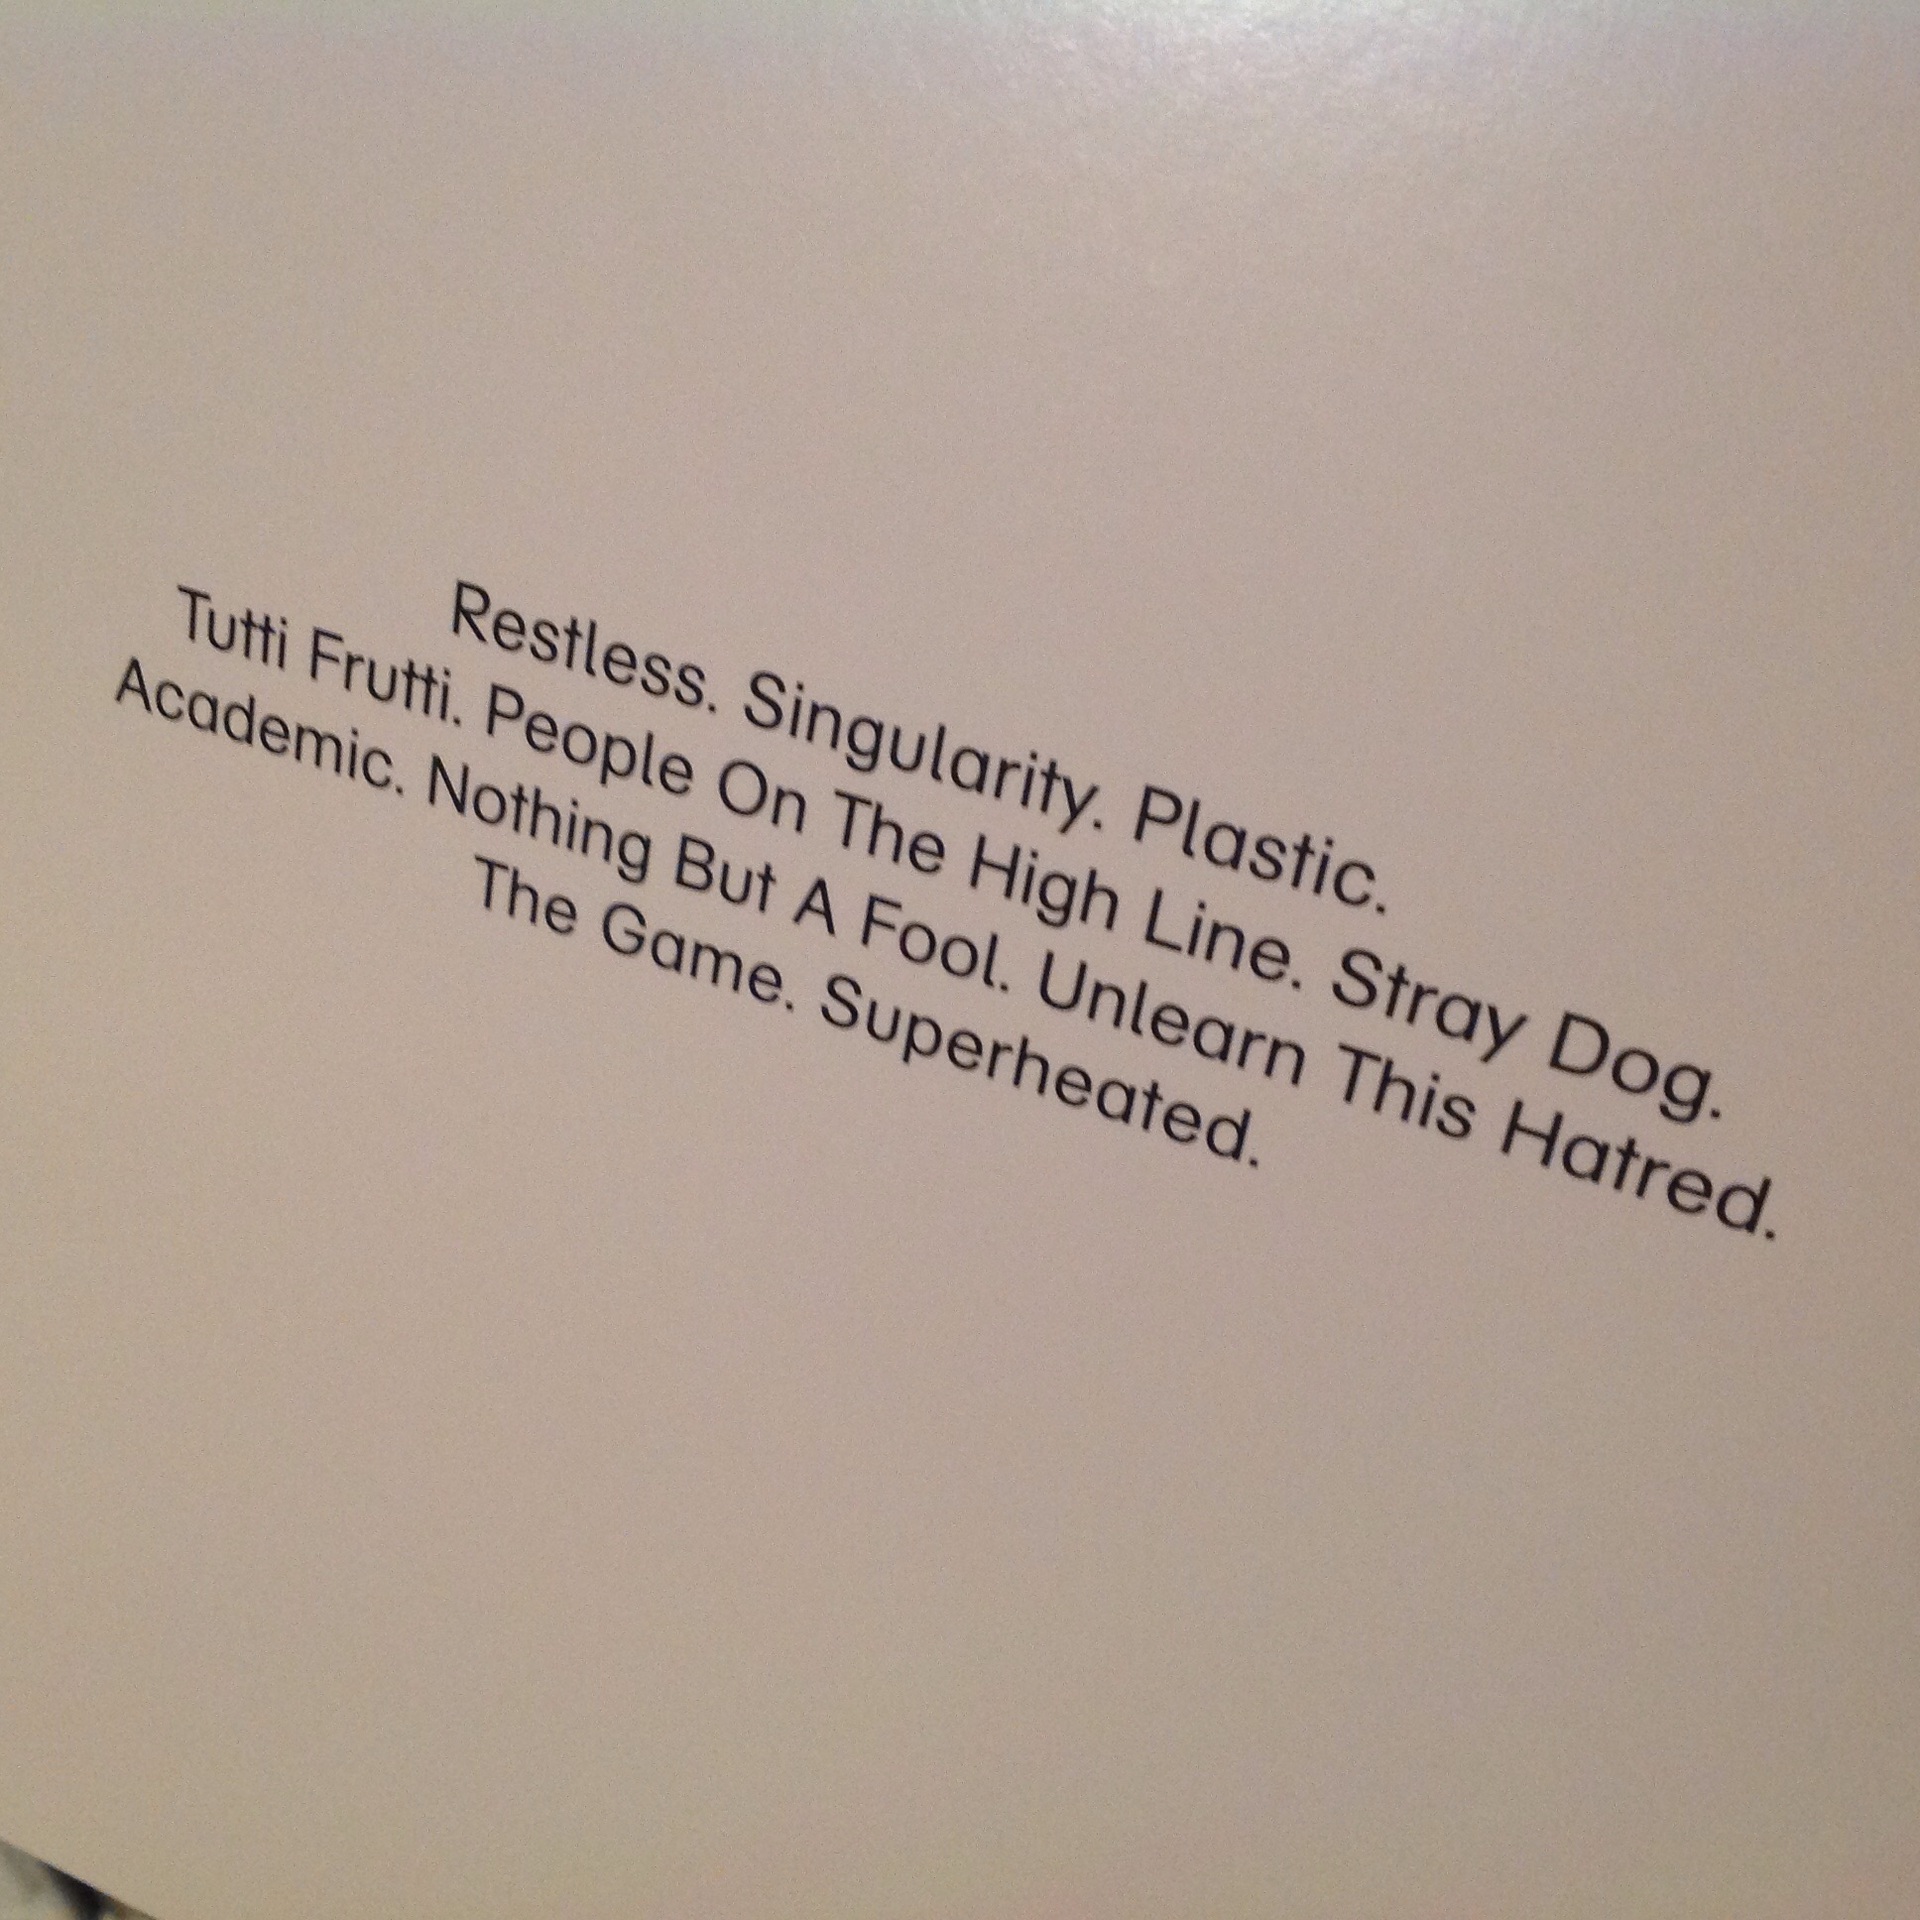 Restless. Singularity. Plastic.
Tutti Frutti. People On The High Line. Stray Dog.
Academic. Nothing But A Fool. Unlearn This Hatred.
The Game. Superheated.